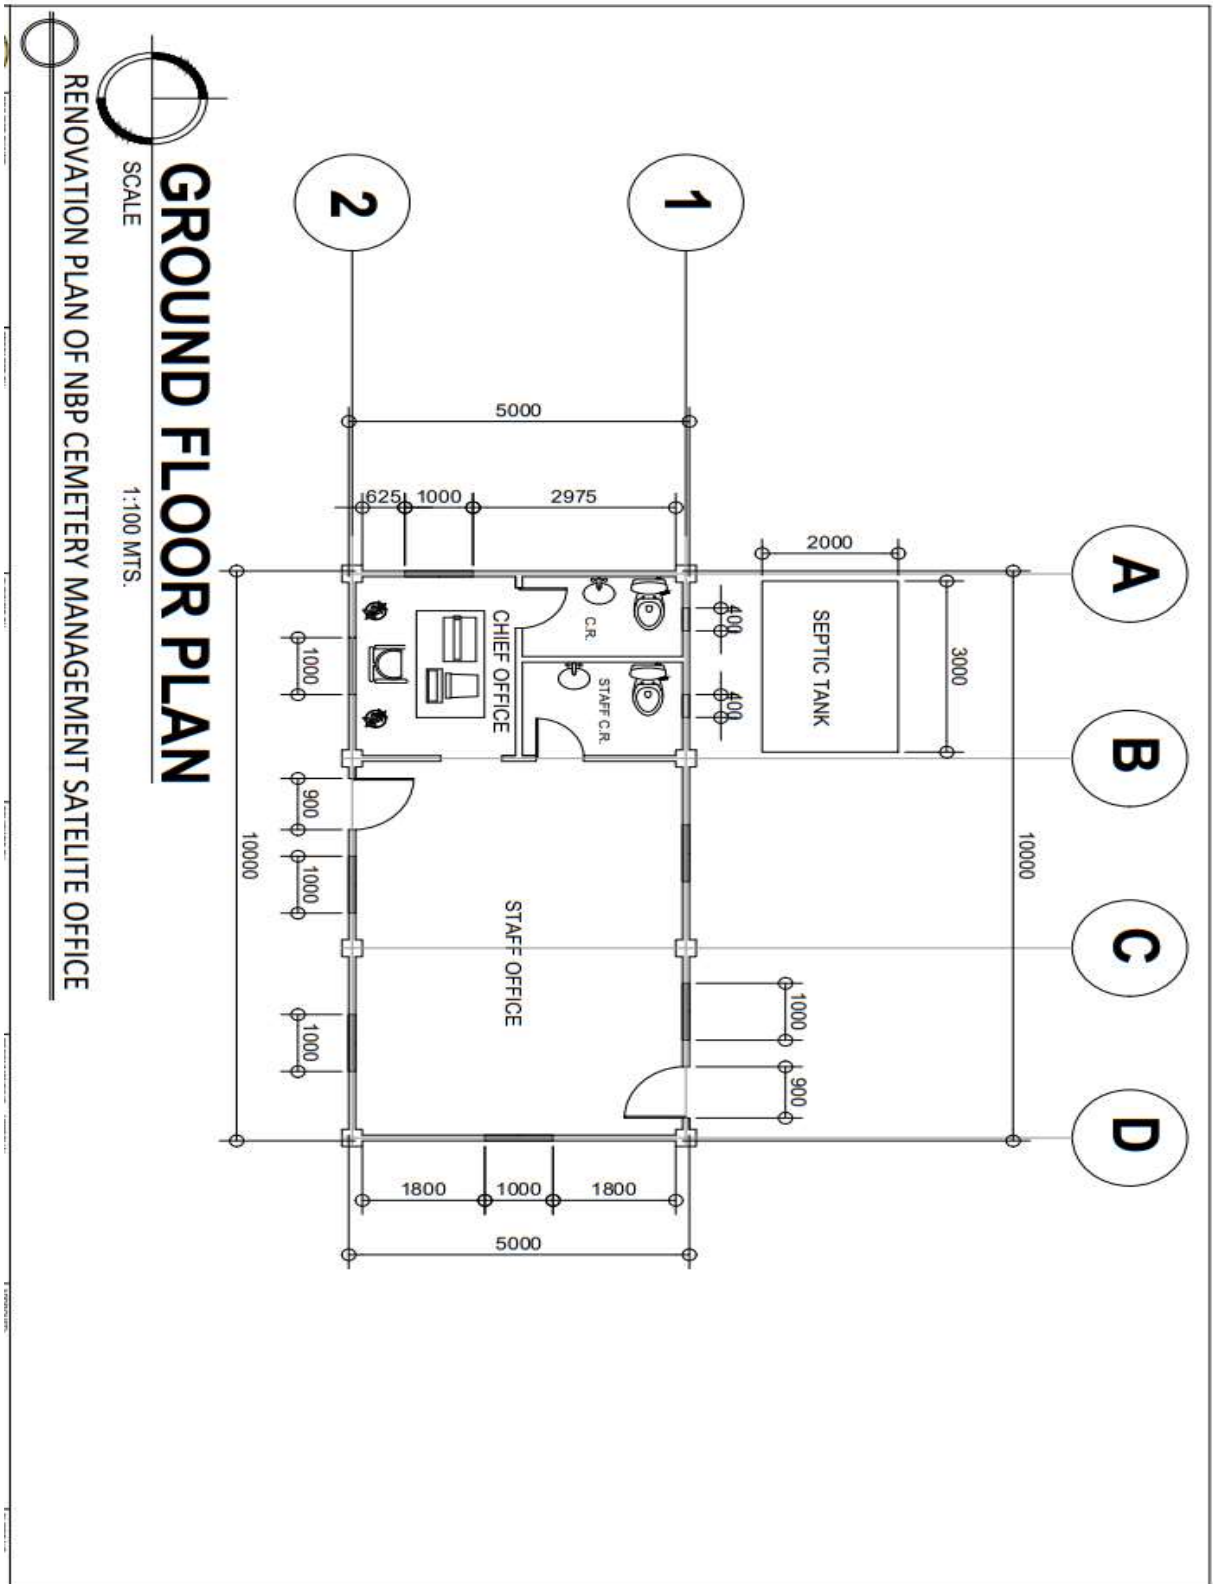 A
B
C
D
10000
3000
2000
SEPTIC TANK
1000
900
1
400
400
5000
2975
1000
625
C.R.
STAFF C.R.
CHIEF OFFICE
STAFF OFFICE
1800
1000
1800
5000
2
1000
900
1000
1000
10000
GROUND FLOOR PLAN
SCALE 1:100 MTS.
RENOVATION PLAN OF NBP CEMETERY MANAGEMENT SATELITE OFFICE